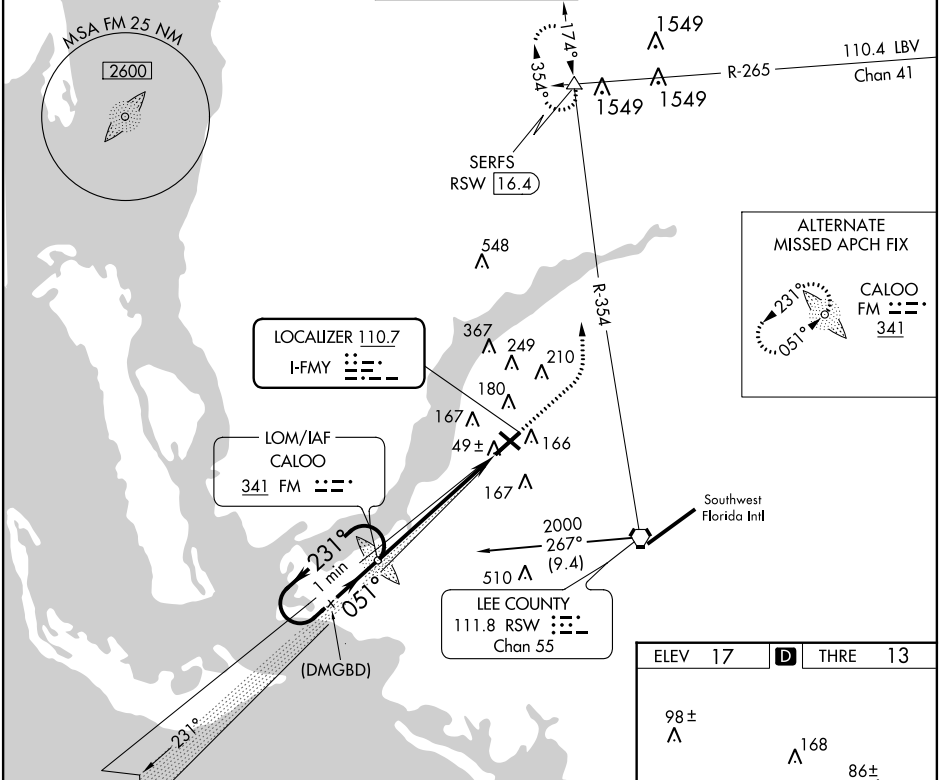 MSA FM 25 NM
2600
174°
354°
1549
1549
1549
R-265
110.4 LBV
Chan 41
SERFS
RSW 16.4
ALTERNATE
MISSED APCH FIX
231°
051°
CALOO
FM
341
548
R-354
LOCALIZER 110.7
I-FMY
367
249
210
180
167
49±
166
167
LOM/IAF
CALOO
341 FM
Southwest
Florida Intl
2000
267°
(9.4)
510
231°
1 min
051°
LEE COUNTY
111.8 RSW
Chan 55
(DMGBD)
231°
ELEV 17 D THRE 13
98±
168
86±